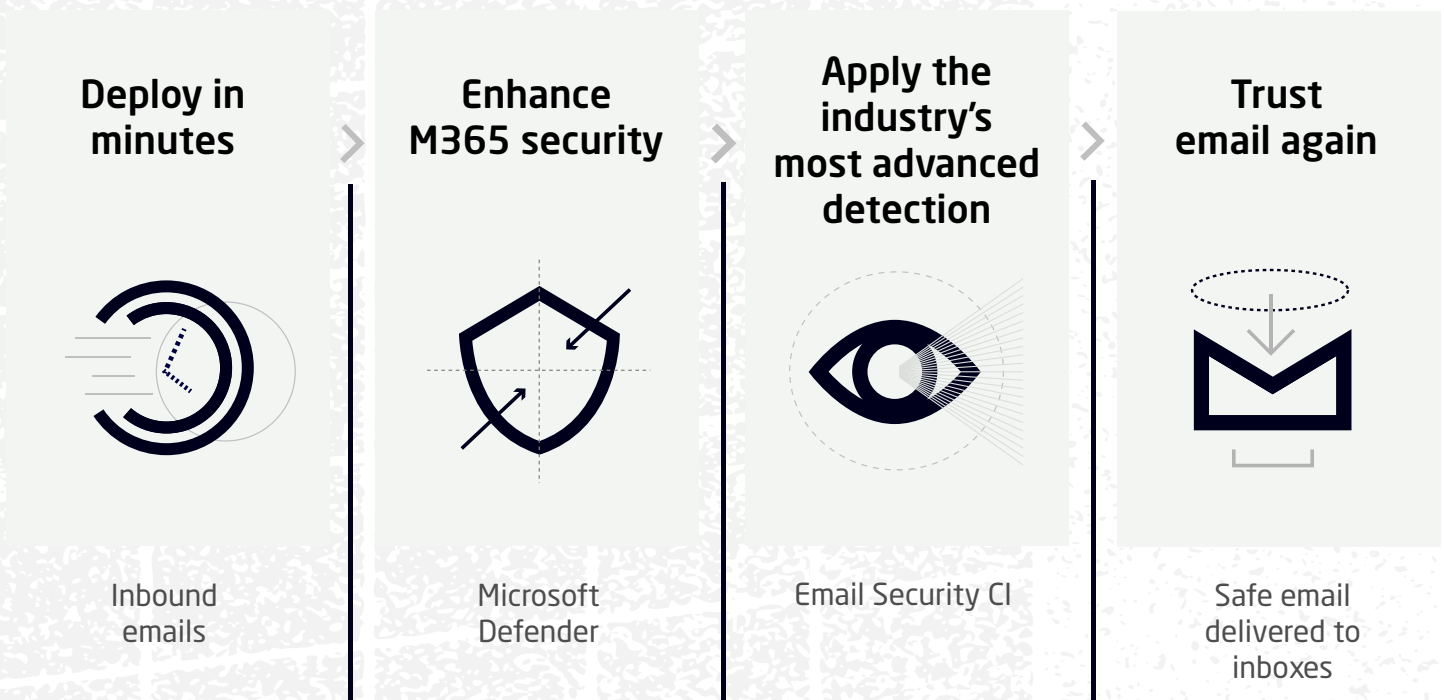 Deploy in
minutes
Enhance
M365 security
Apply the
industry's
most advanced
detection
Trust
email again
Inbound
emails
Microsoft
Defender
Email Security CI
Safe email
delivered to
inboxes